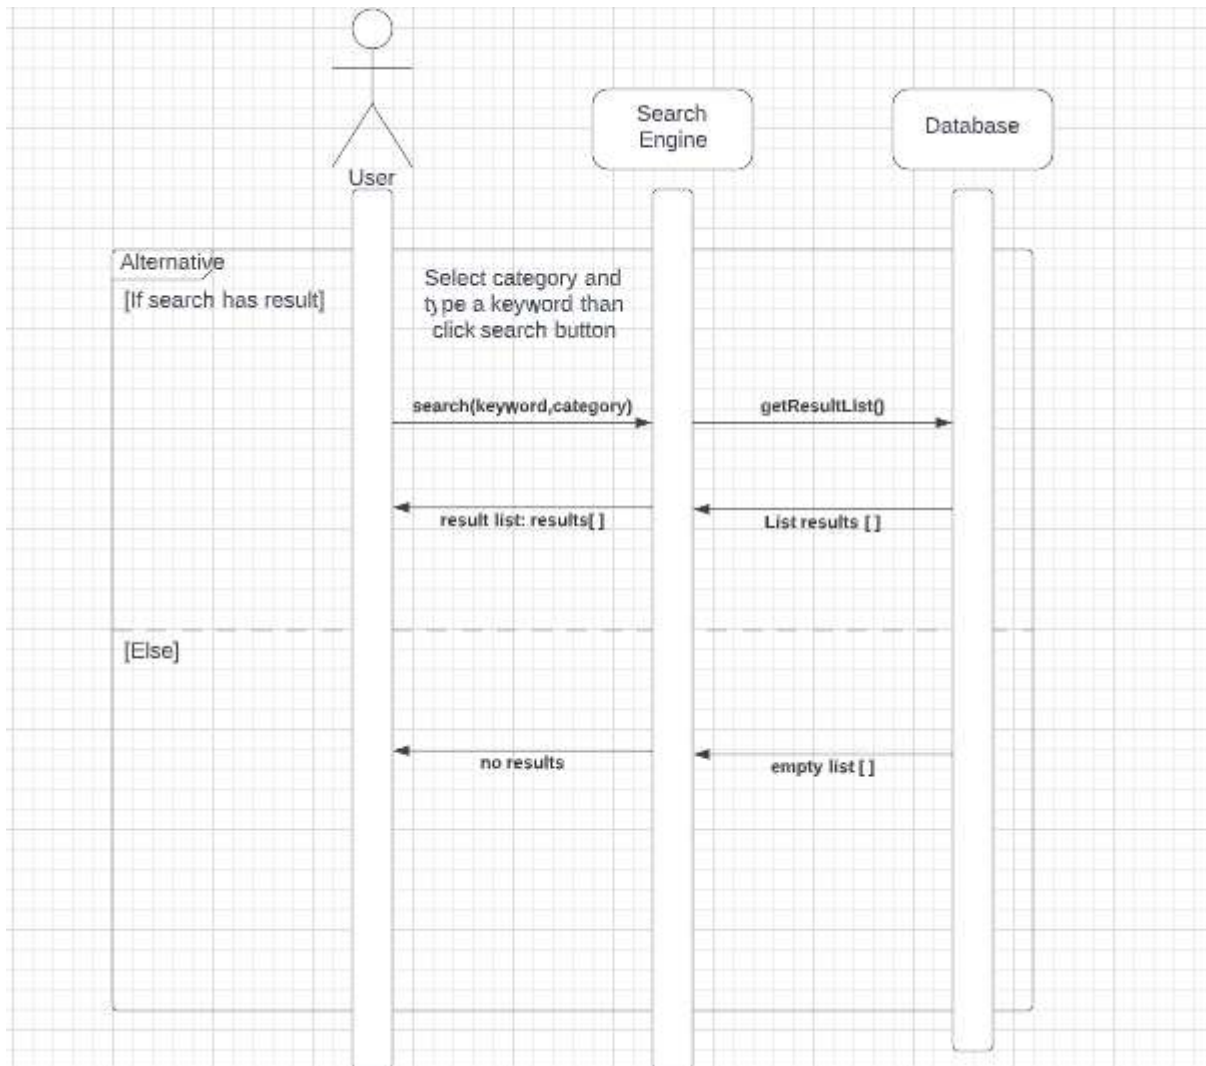 Search
Engine
Database
User
Alternative
[If search has result]
Select category and
type a keyword than
click search button
search(keyword,category)
getResultList()
result list: results[ ]
List results [ ]
[Else]
no results
empty list [ ]